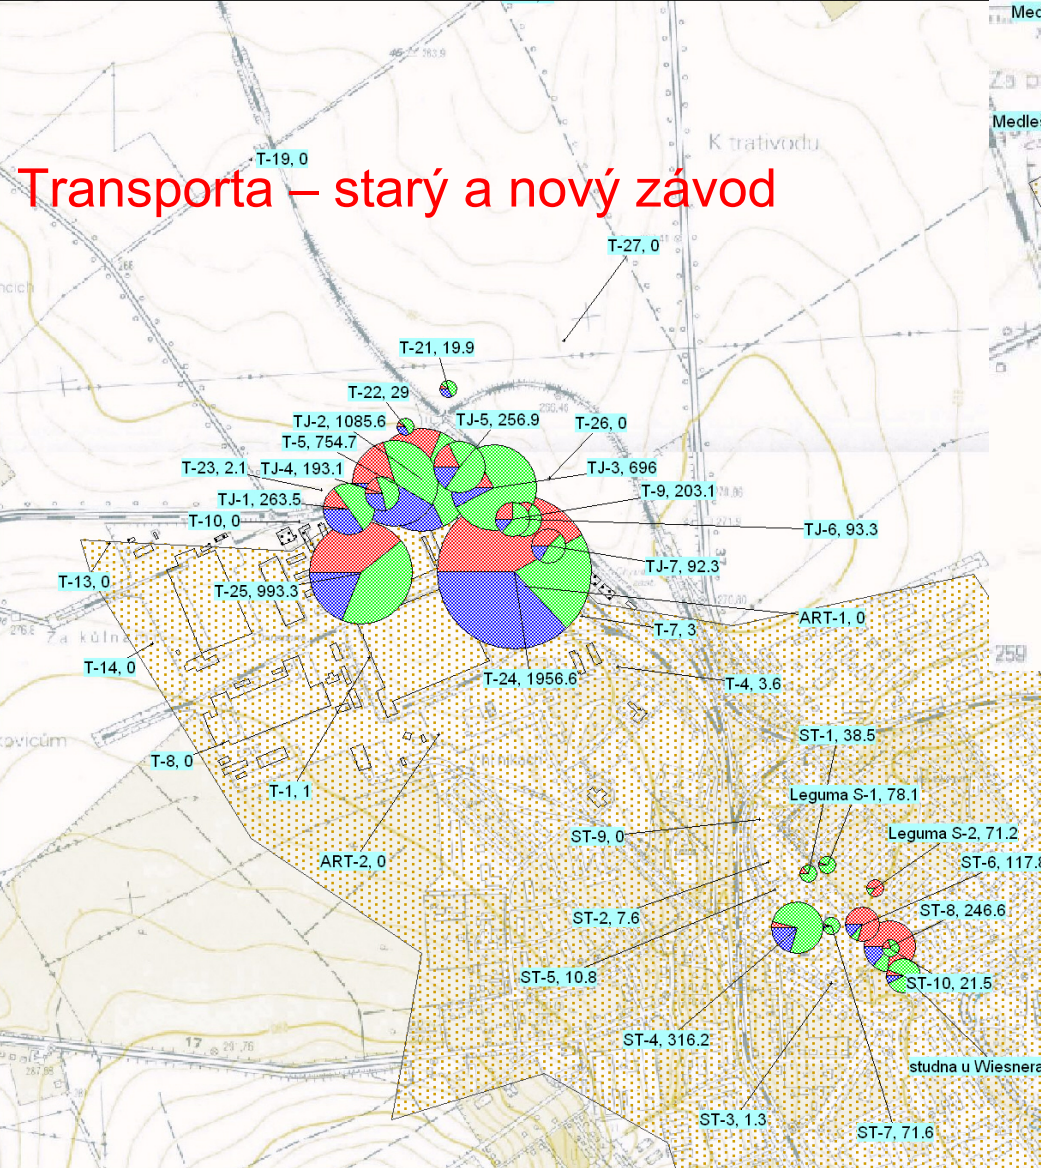 Med
K trativodu
Medles
T-19, 0
Transporta – starý a nový závod
T-27, 0
T-21, 19.9
T-22, 29
TJ-2, 1085.6
TJ-5, 256.9
T-26, 0
T-5, 754.7
T-23, 2.1
TJ-4, 193.1
TJ-3, 696
TJ-1, 263.5
T-9, 203.1
T-10, 0
TJ-6, 93.3
TJ-7, 92.3
T-13, 0
T-25, 993.3
ART-1, 0
T-7, 3
Za kútna
T-14, 0
259
T-24, 1956.6
T-4, 3.6
ST-1, 38.5
T-8, 0
T-1, 1
Leguma S-1, 78.1
ST-9, 0
Leguma S-2, 71.2
ART-2, 0
ST-6, 117.8
ST-2, 7.6
ST-8, 246.6
ST-5, 10.8
ST-10, 21.5
ST-4, 316.2
17
studna u Wiesnera
ST-3, 1.3
ST-7, 71.6